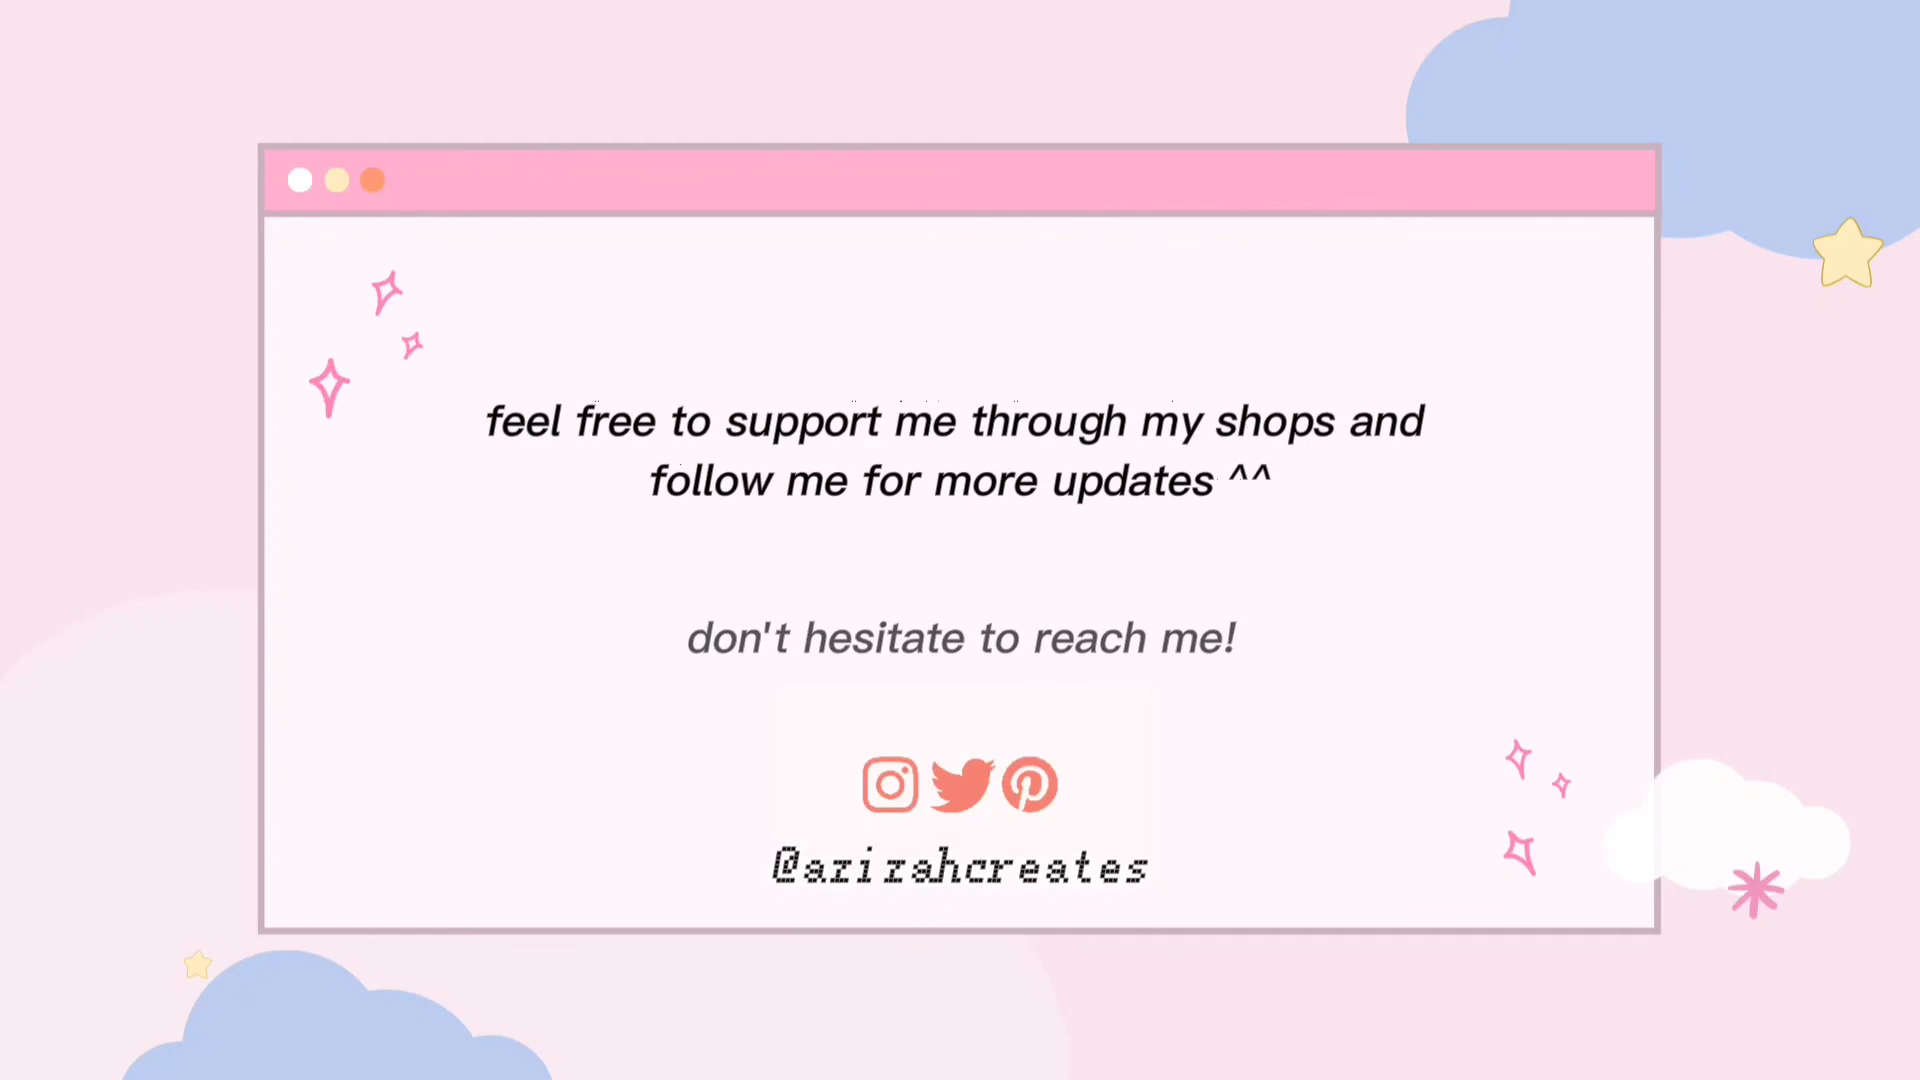 feel free to support me through my shops and
follow me for more updates ^^
don't hesitate to reach me!
@azizahcreates